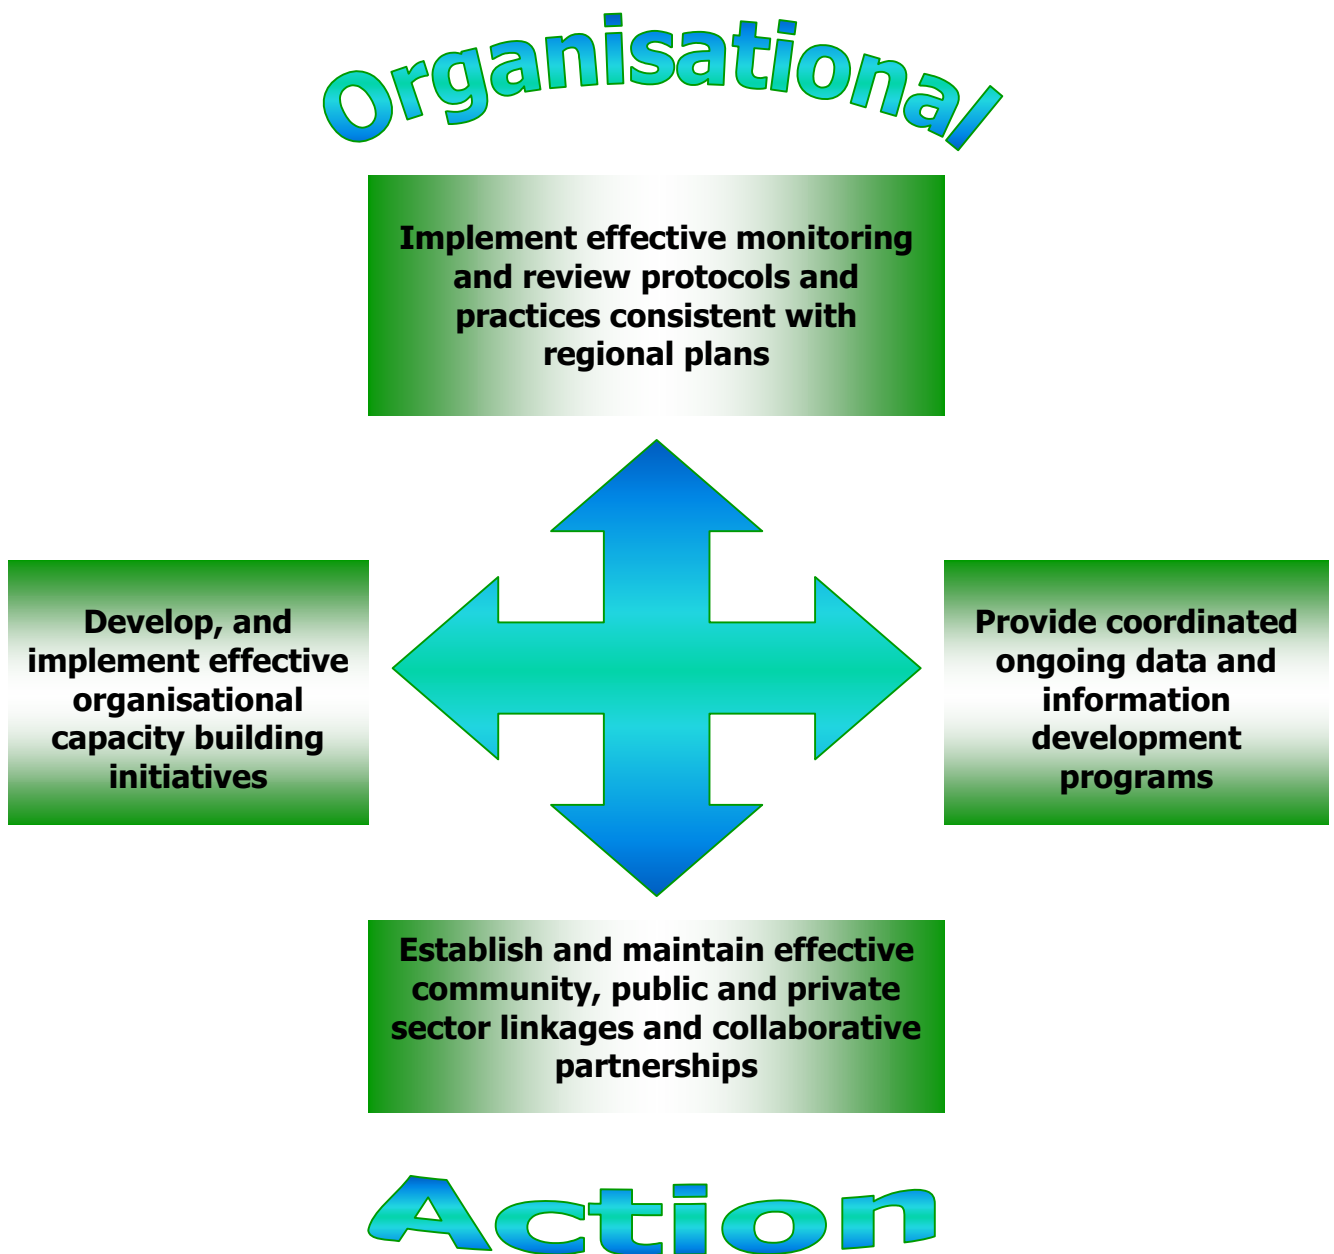 Organisational
Implement effective monitoring
and review protocols and
practices consistent with
regional plans
Develop, and
implement effective
organisational
capacity building
initiatives
Provide coordinated
ongoing data and
information
development
programs
Establish and maintain effective
community, public and private
sector linkages and collaborative
partnerships
Action